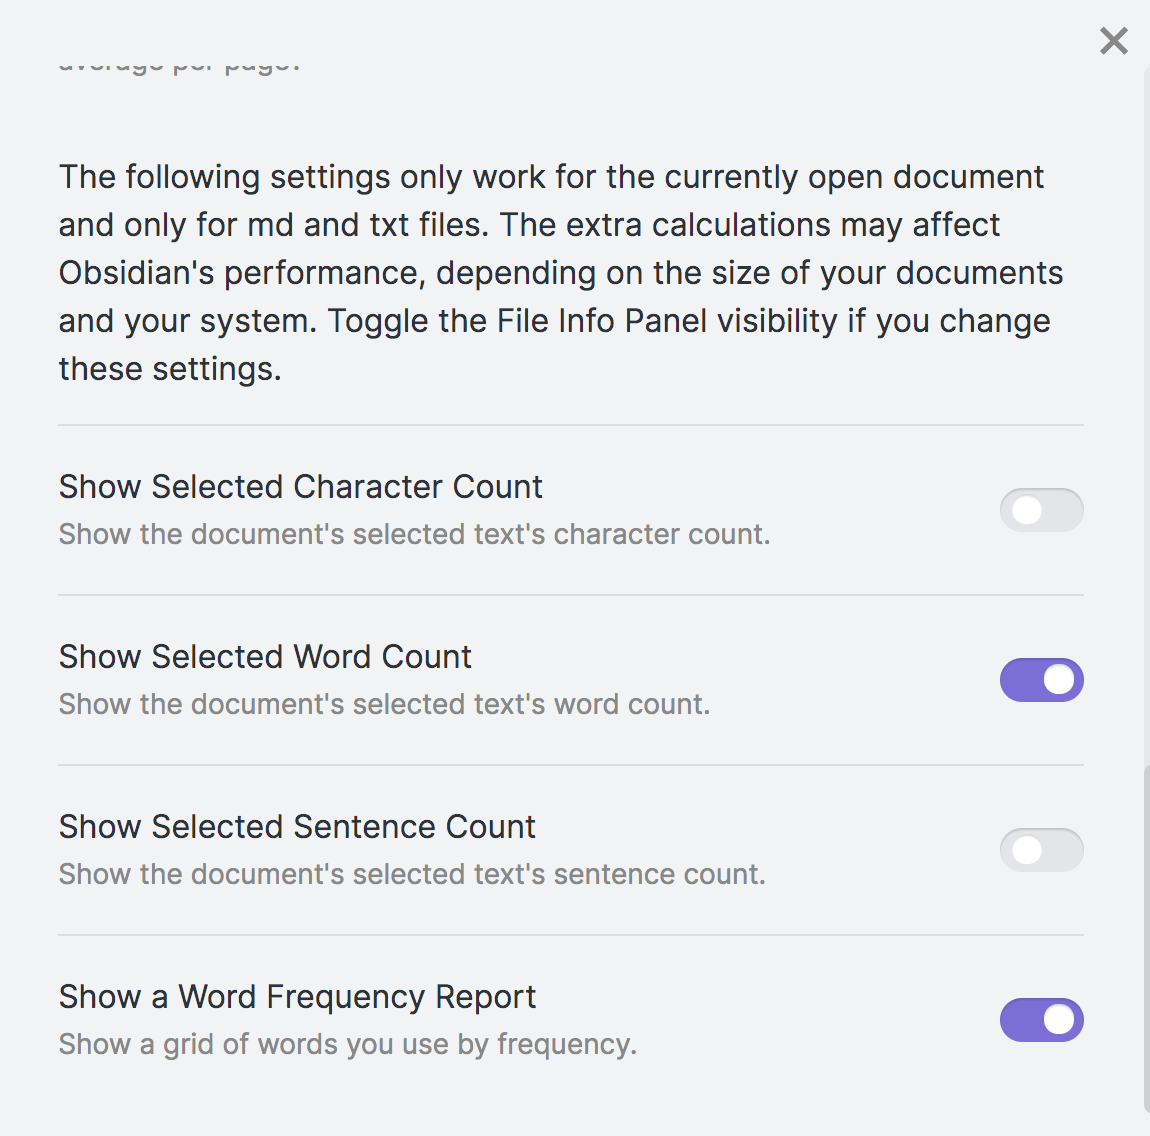 average per page.
The following settings only work for the currently open document
and only for md and txt files. The extra calculations may affect
Obsidian's performance, depending on the size of your documents
and your system. Toggle the File Info Panel visibility if you change
these settings.
Show Selected Character Count
Show the document's selected text's character count.
Show Selected Word Count
Show the document's selected text's word count.
Show Selected Sentence Count
Show the document's selected text's sentence count.
Show a Word Frequency Report
Show a grid of words you use by frequency.